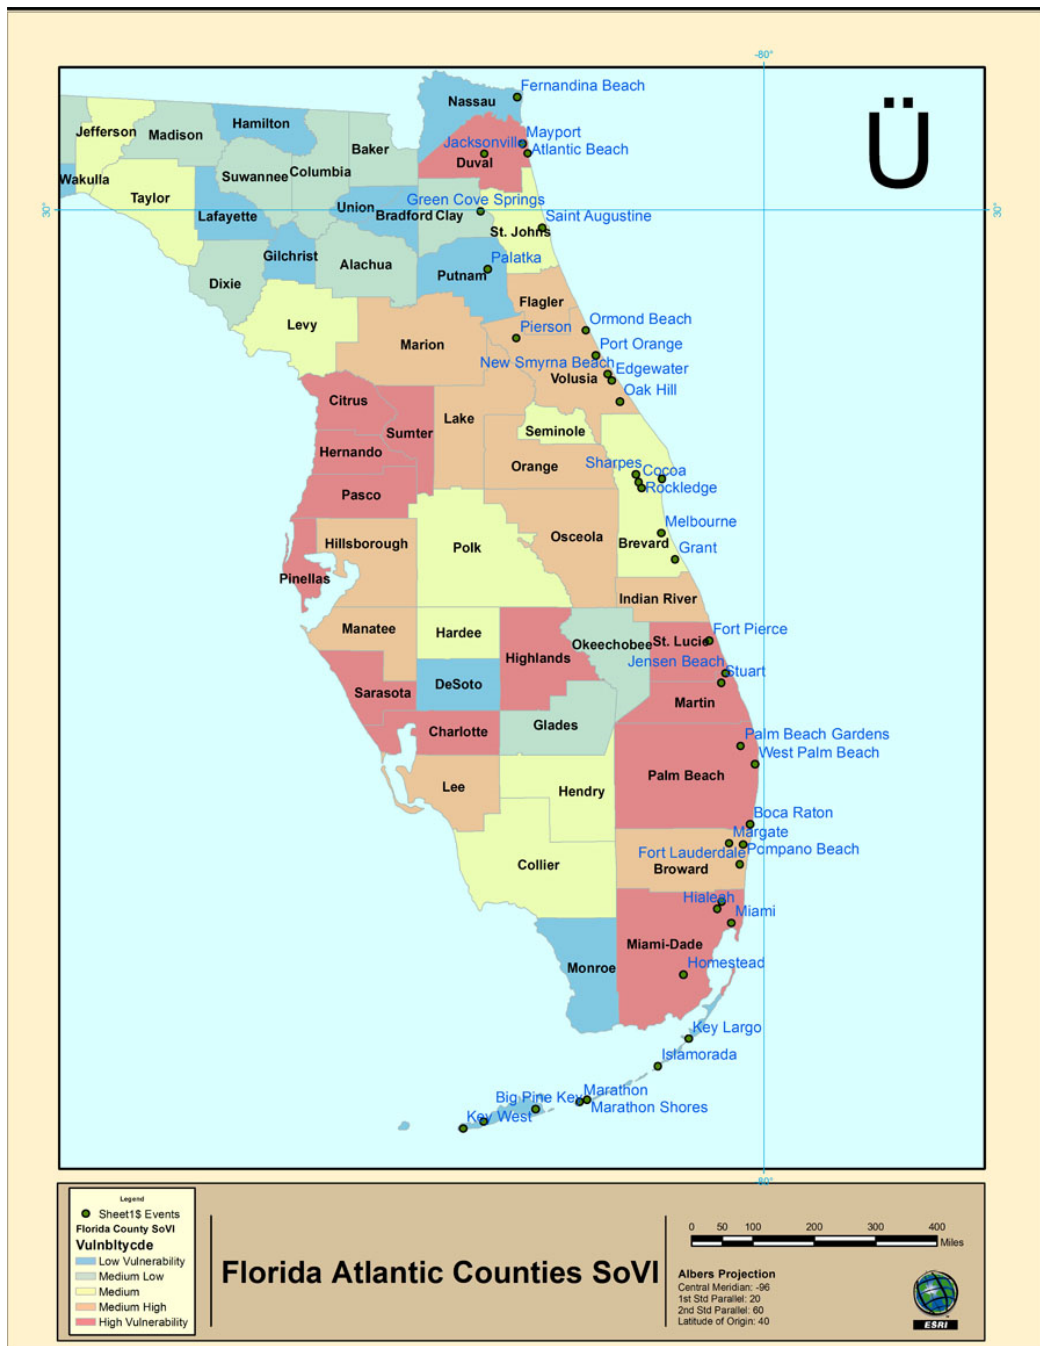 -80°
Ü
Fernandina Beach
Nassau
Jefferson
Madison
Hamilton
Baker
Jacksonville
Mayport
Atlantic Beach
Duval
Wakulla
Taylor
Suwannee
Columbia
Lafayette
Union
Bradford
Clay
Green Cove Springs
30°
30°
Saint Augustine
St. Johns
Gilchrist
Alachua
Dixie
Putnam
Palatka
Flagler
Levy
Marion
Pierson
Ormond Beach
Port Orange
New Smyrna Beach
Edgewater
Volusia
Oak Hill
Citrus
Sumter
Lake
Seminole
Hernando
Orange
Sharpes
Cocoa
Rockledge
Pasco
Melbourne
Hillsborough
Polk
Osceola
Brevard
Grant
Pinellas
Indian River
Manatee
Hardee
Highlands
Okeechobee
St. Lucie
Fort Pierce
Jensen Beach
Stuart
Sarasota
DeSoto
Martin
Charlotte
Glades
Palm Beach Gardens
West Palm Beach
Palm Beach
Lee
Hendry
Boca Raton
Margate
Pompano Beach
Fort Lauderdale
Broward
Collier
Hialeah
Miami
Miami-Dade
Homestead
Monroe
Key Largo
Islamorada
Big Pine Key
Marathon
Marathon Shores
Key West
-80°
Legend
Sheet1$ Events
Florida County SoVI
Vulnbltycde
Low Vulnerability
Medium Low
Medium
Medium High
High Vulnerability
Florida Atlantic Counties SoVI
0 50 100 200 300 400
Miles
Albers Projection
Central Meridian: -96
1st Std Parallel: 20
2nd Std Parallel: 60
Latitude of Origin: 40
ESRI